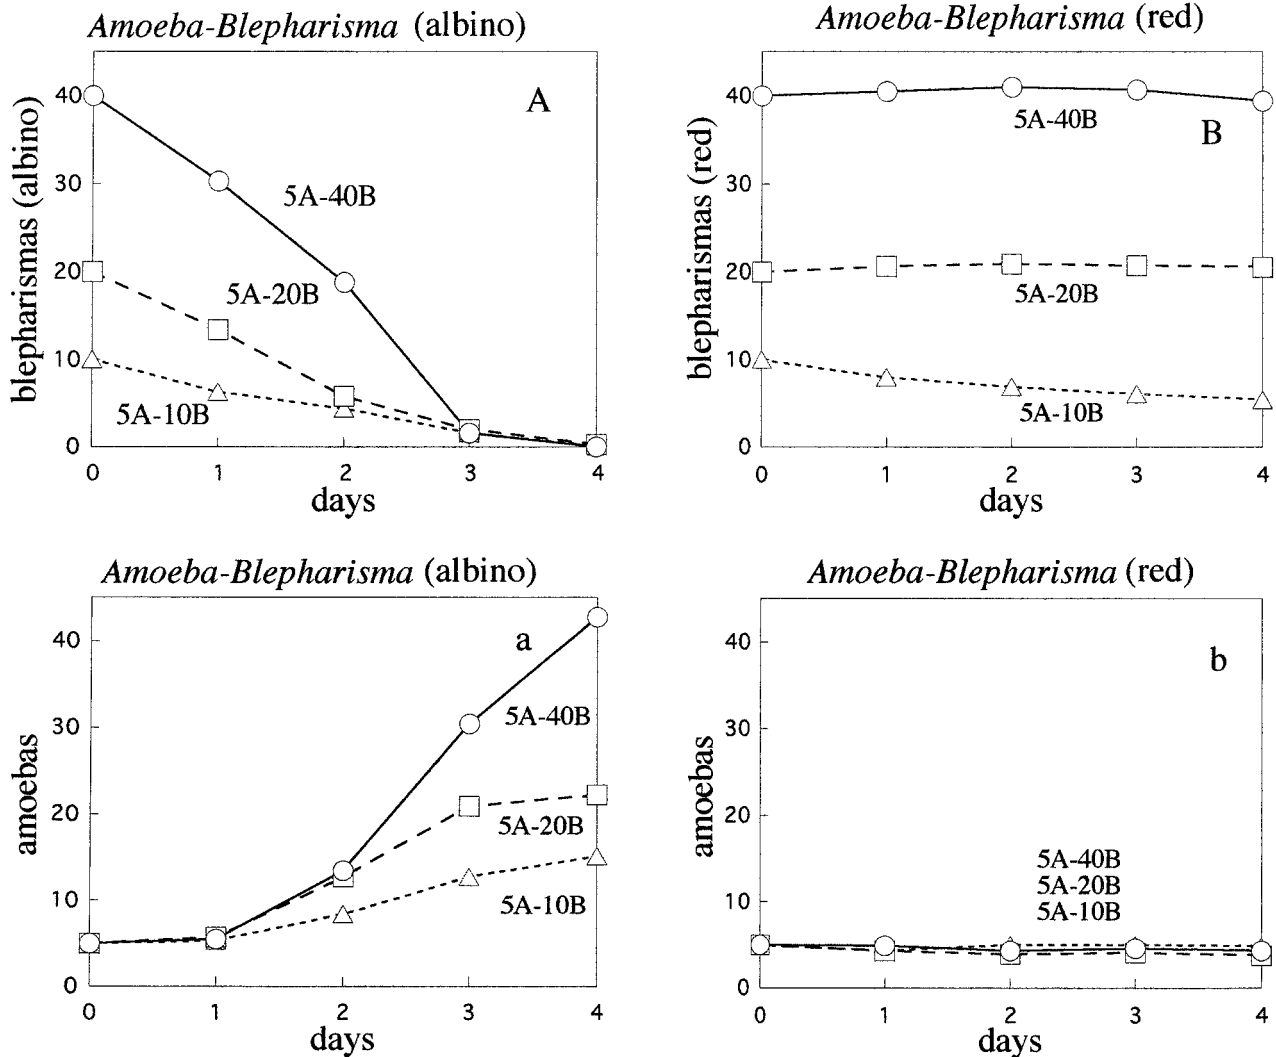 Amoeba-Blepharisma (albino)
A
blepharismas (albino)
40
30
20
10
0
5A-40B
5A-20B
5A-10B
0 1 2 3 4
days
Amoeba-Blepharisma (red)
B
blepharismas (red)
40
30
20
10
0
5A-40B
5A-20B
5A-10B
0 1 2 3 4
days
Amoeba-Blepharisma (albino)
a
amoebas
40
30
20
10
0
5A-40B
5A-20B
5A-10B
0 1 2 3 4
days
Amoeba-Blepharisma (red)
b
amoebas
40
30
20
10
0
5A-40B
5A-20B
5A-10B
0 1 2 3 4
days